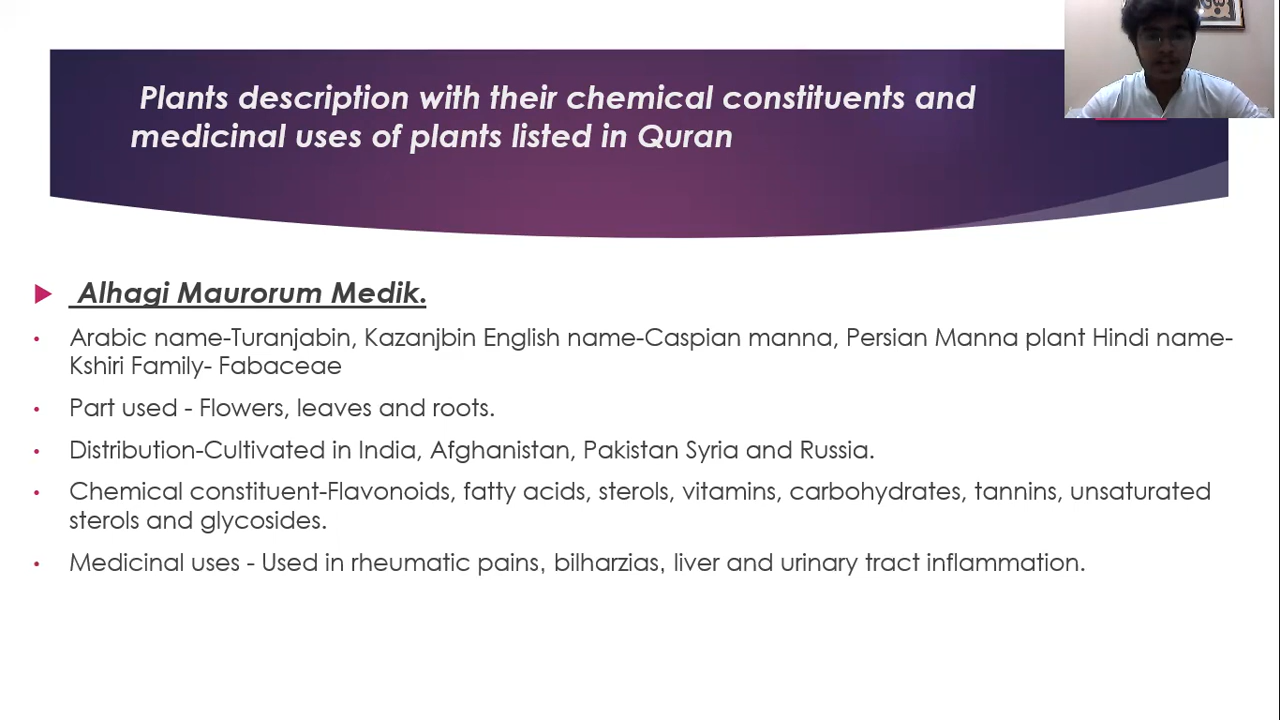 Plants description with their chemical constituents and
medicinal uses of plants listed in Quran
Alhagi Maurorum Medik.
Arabic name-Turanjabin, Kazanjbin English name-Caspian manna, Persian Manna plant Hindi name-
Kshiri Family- Fabaceae
Part used - Flowers, leaves and roots.
Distribution-Cultivated in India, Afghanistan, Pakistan Syria and Russia.
Chemical constituent-Flavonoids, fatty acids, sterols, vitamins, carbohydrates, tannins, unsaturated
sterols and glycosides.
Medicinal uses - Used in rheumatic pains, bilharzias, liver and urinary tract inflammation.